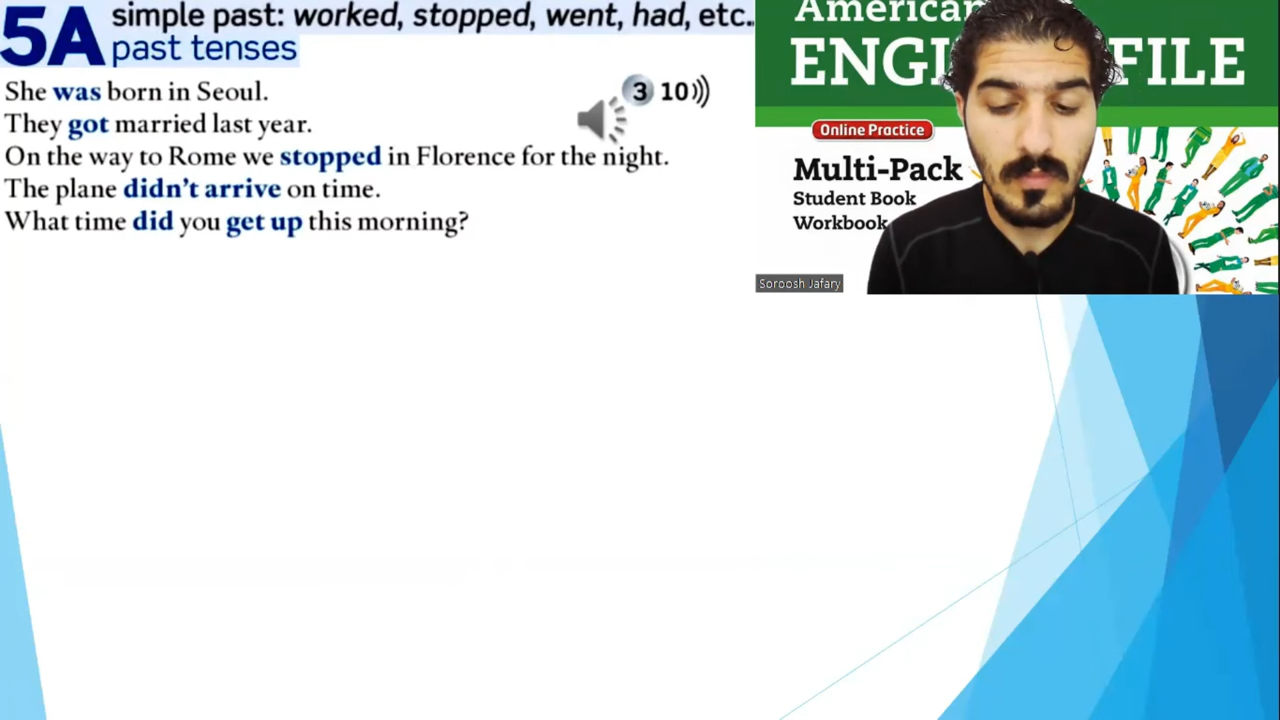 5A
simple past: worked, stopped, went, had, etc.
past tenses
She was born in Seoul.
They got married last year.
On the way to Rome we stopped in Florence for the night.
The plane didn't arrive on time.
What time did you get up this morning?
3 10
American
ENGL FILE
Online Practice
Multi-Pack
Student Book
Workbook
Soroosh Jafary